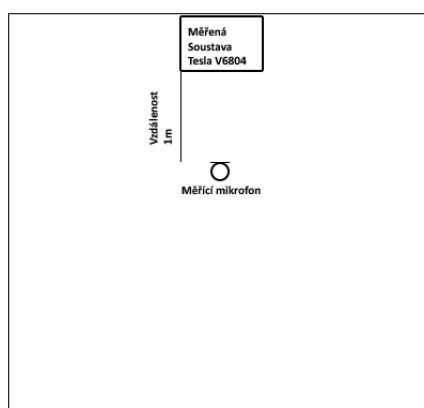 Měřená
Soustava
Tesla V6804
Vzdálenost
1m
Měřící mikrofon